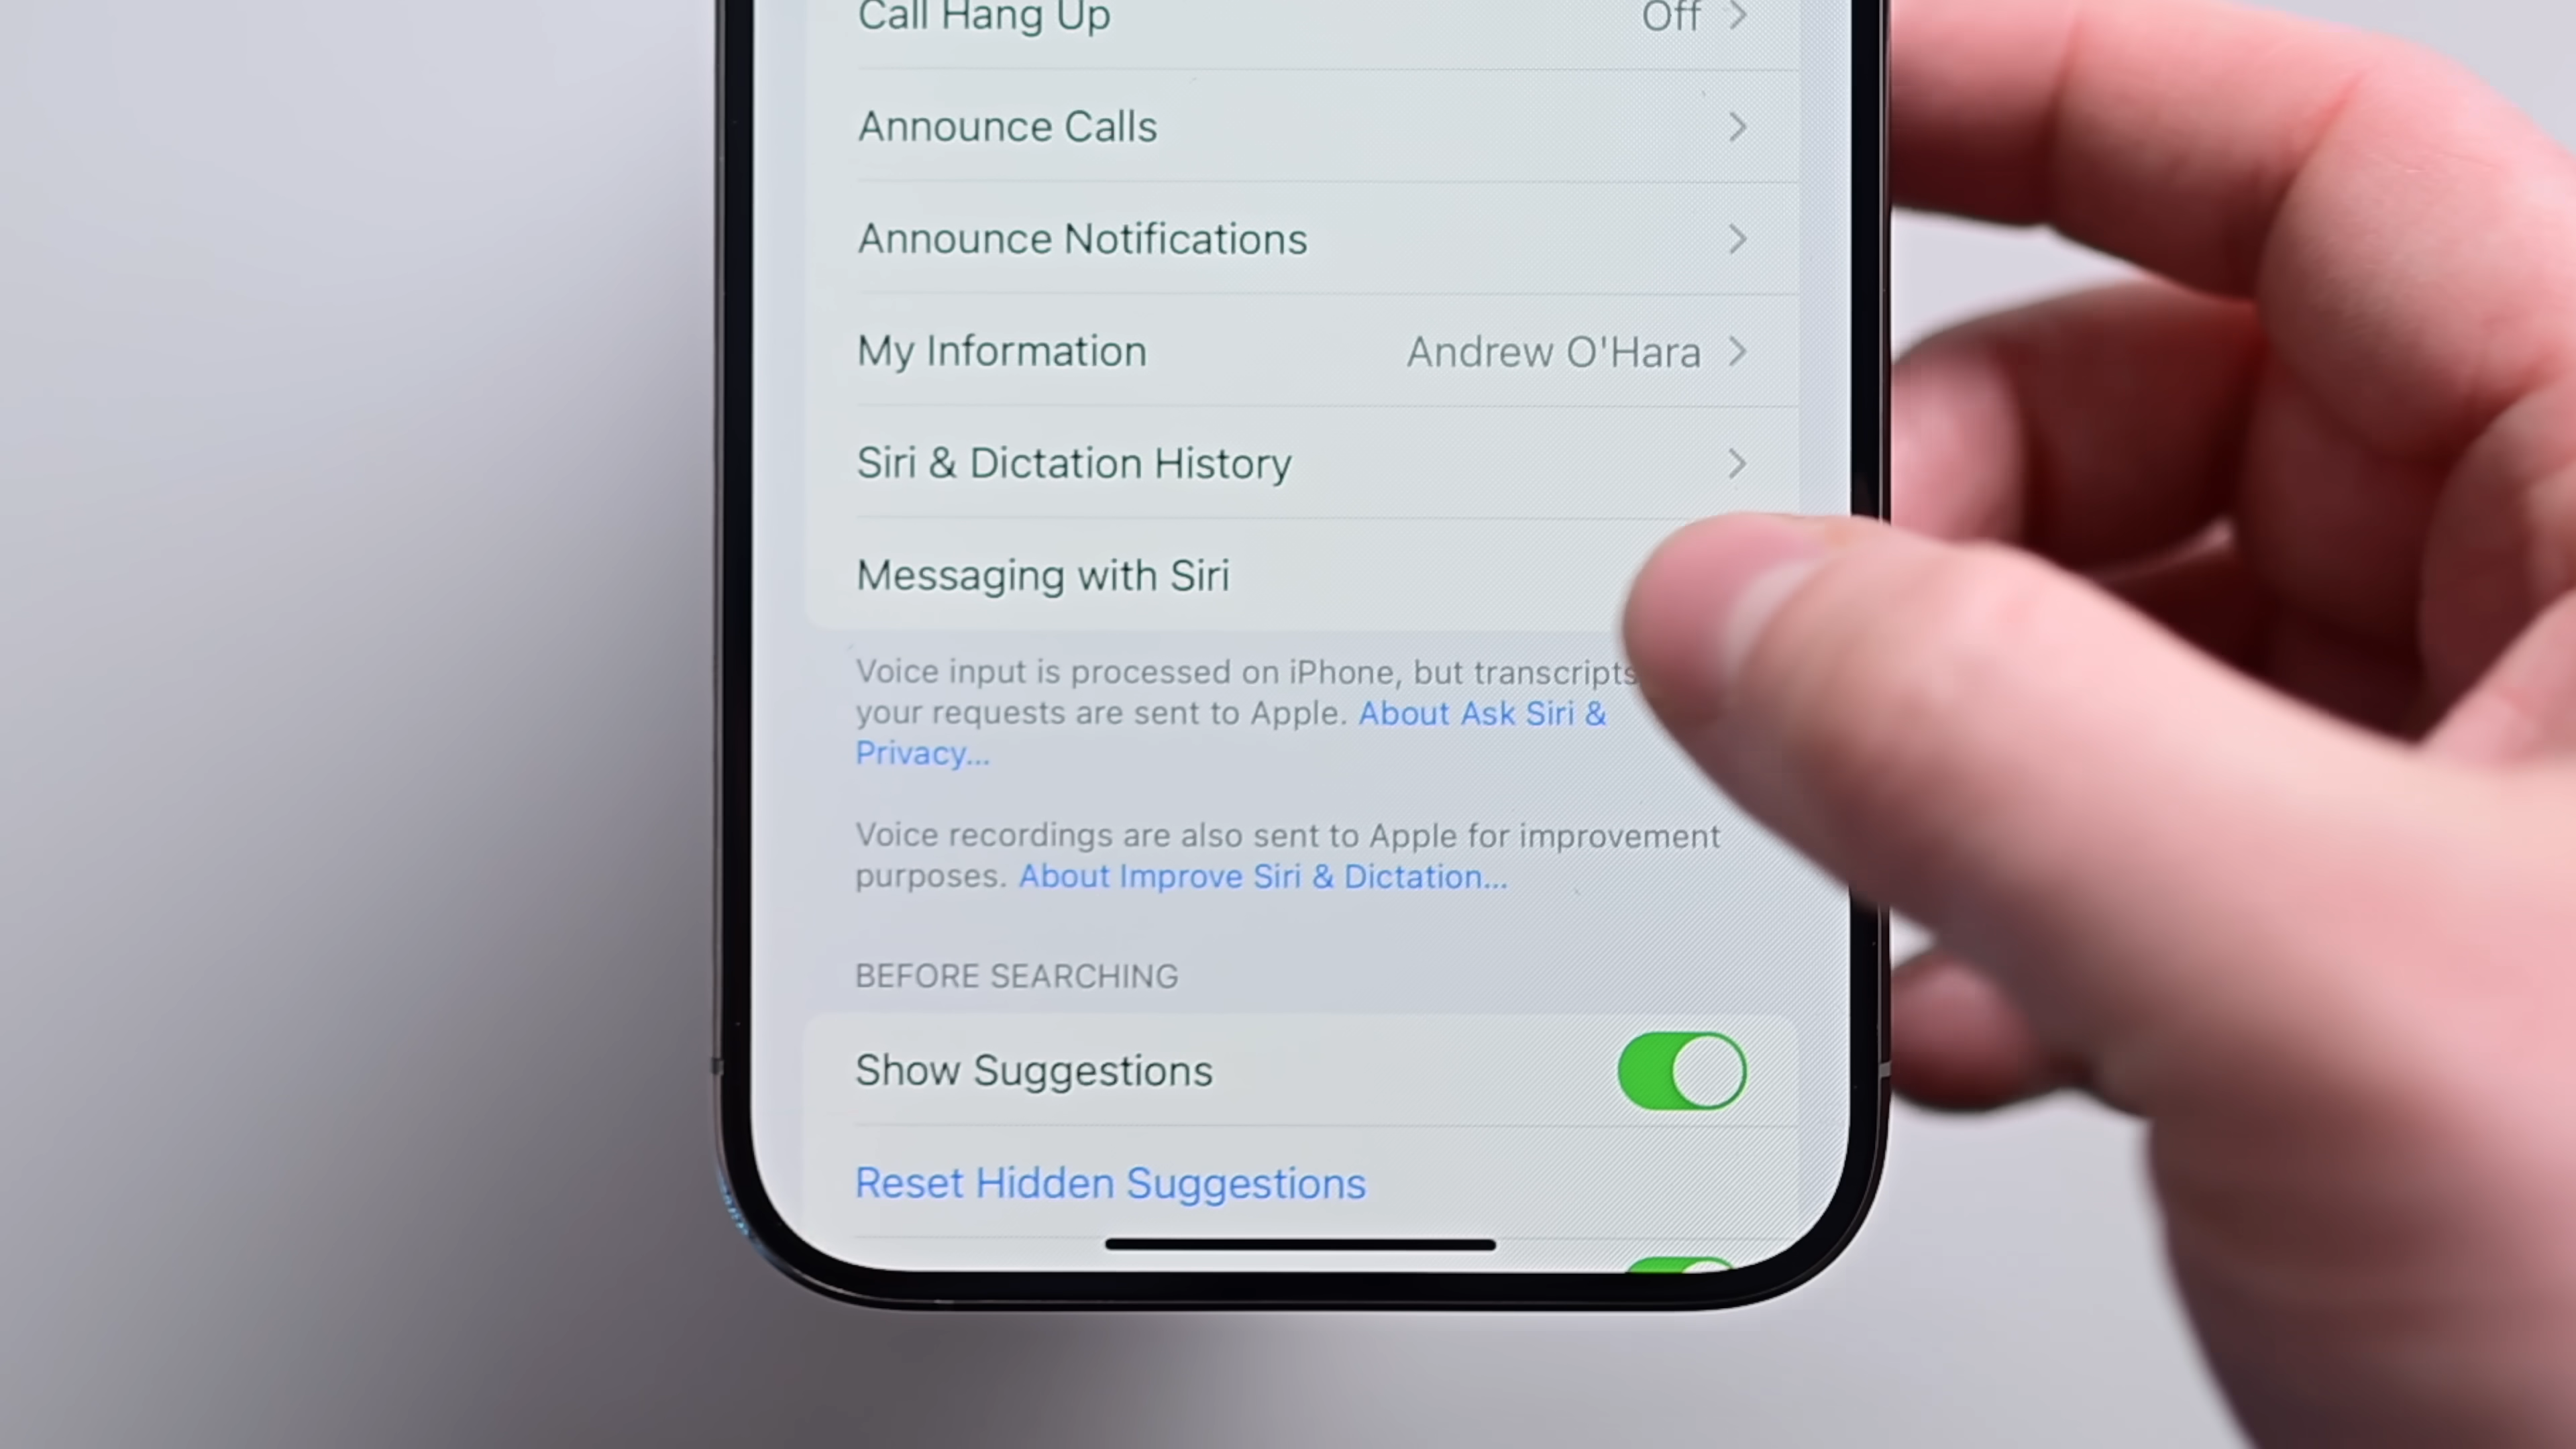 Call Hang Up Off
Announce Calls
Announce Notifications
My Information Andrew O'Hara
Siri & Dictation History
Messaging with Siri
Voice input is processed on iPhone, but transcripts
your requests are sent to Apple. About Ask Siri &
Privacy...
Voice recordings are also sent to Apple for improvement
purposes. About Improve Siri & Dictation...
BEFORE SEARCHING
Show Suggestions
Reset Hidden Suggestions